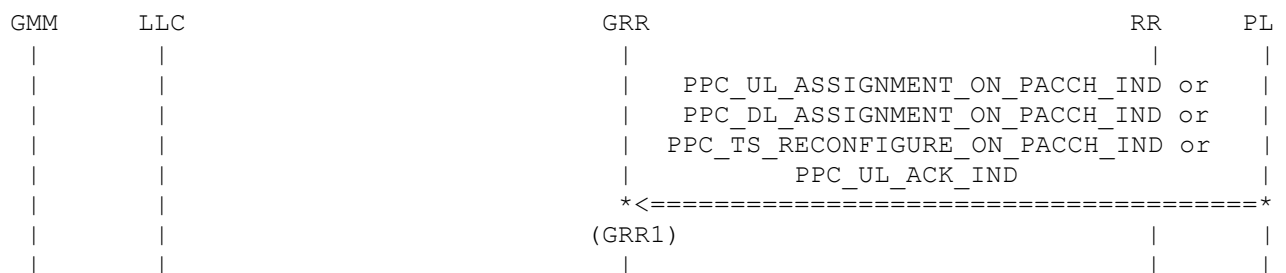 GMM LLC GRR RR PL
| | | | |
| | | PPC_UL_ASSIGNMENT_ON_PACCH_IND or |
| | | PPC_DL_ASSIGNMENT_ON_PACCH_IND or |
| | | PPC_TS_RECONFIGURE_ON_PACCH_IND or |
| | | PPC_UL_ACK_IND |
| | *<======================================*
| | (GRR1) | |
| | | | |